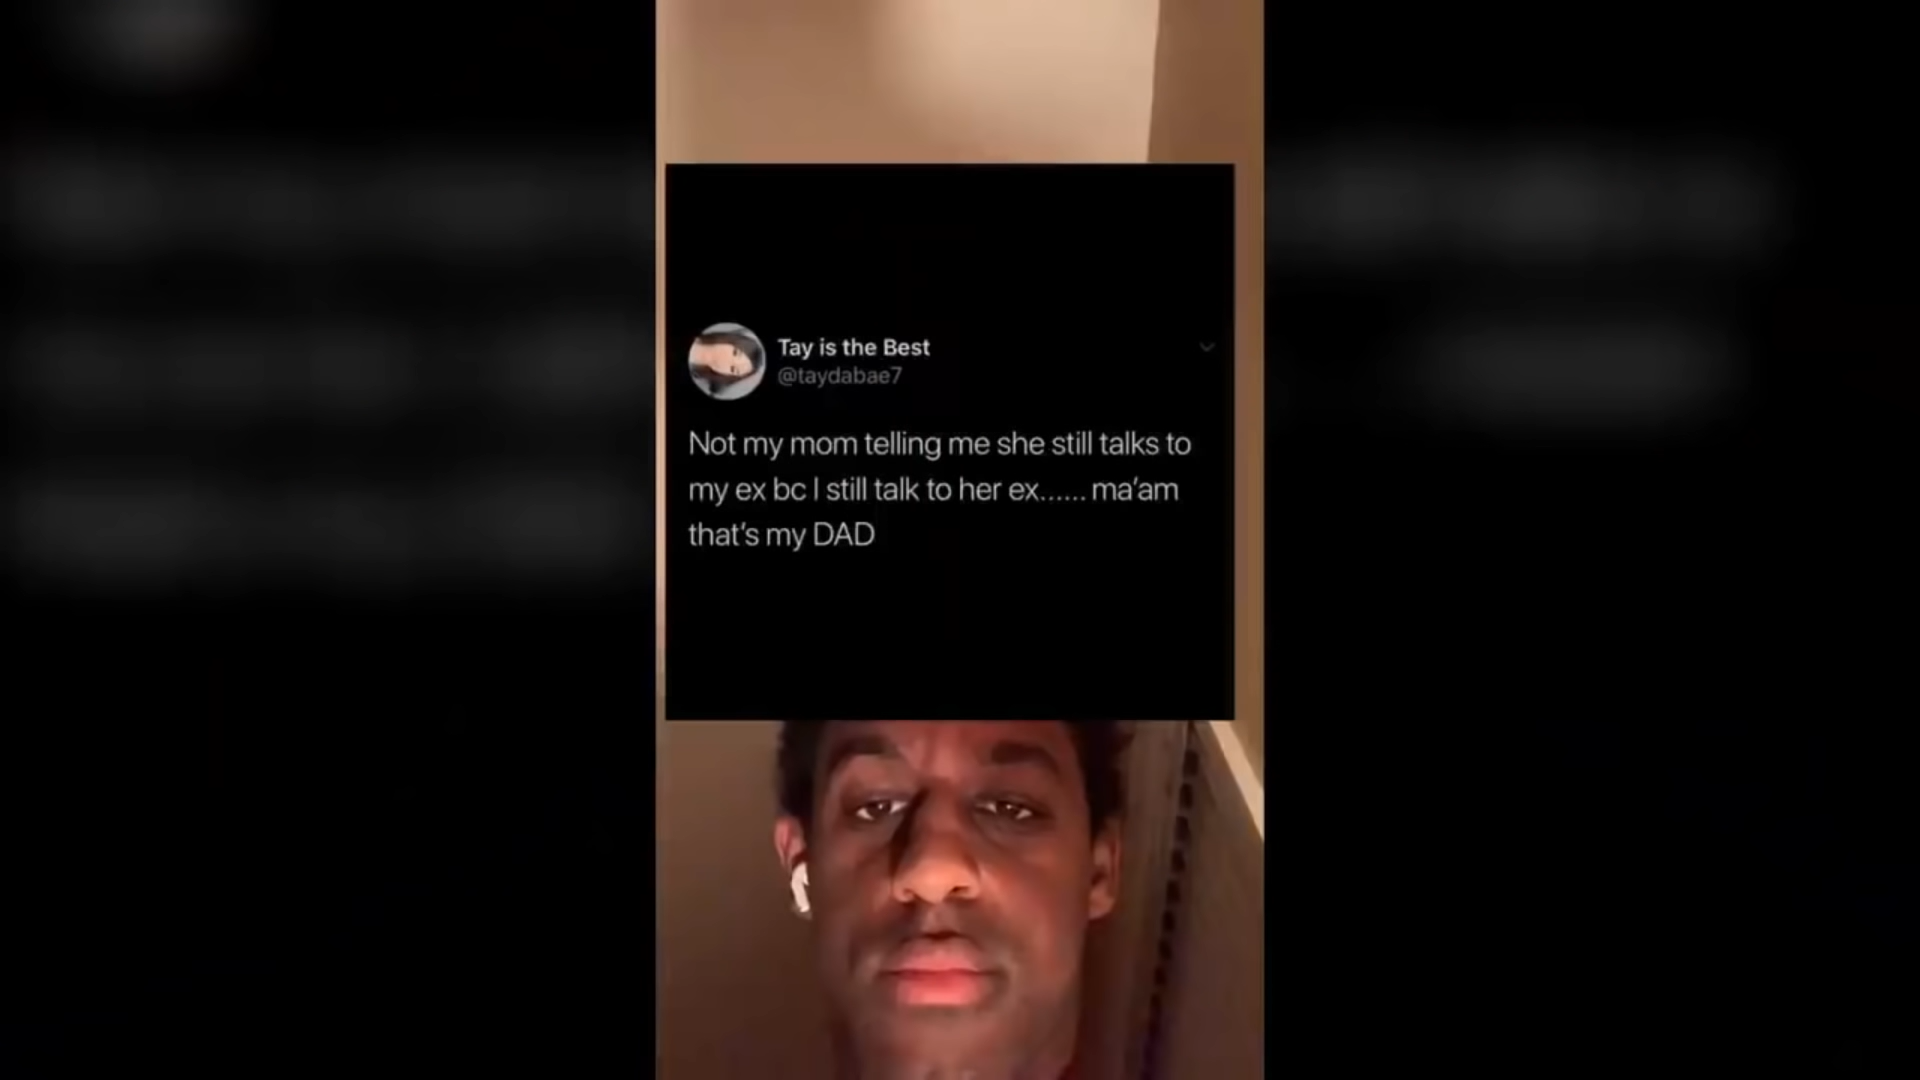 Tay is the Best
@taydabae7
Not my mom telling me she still talks to
my ex bc I still talk to her ex...... ma'am
that's my DAD